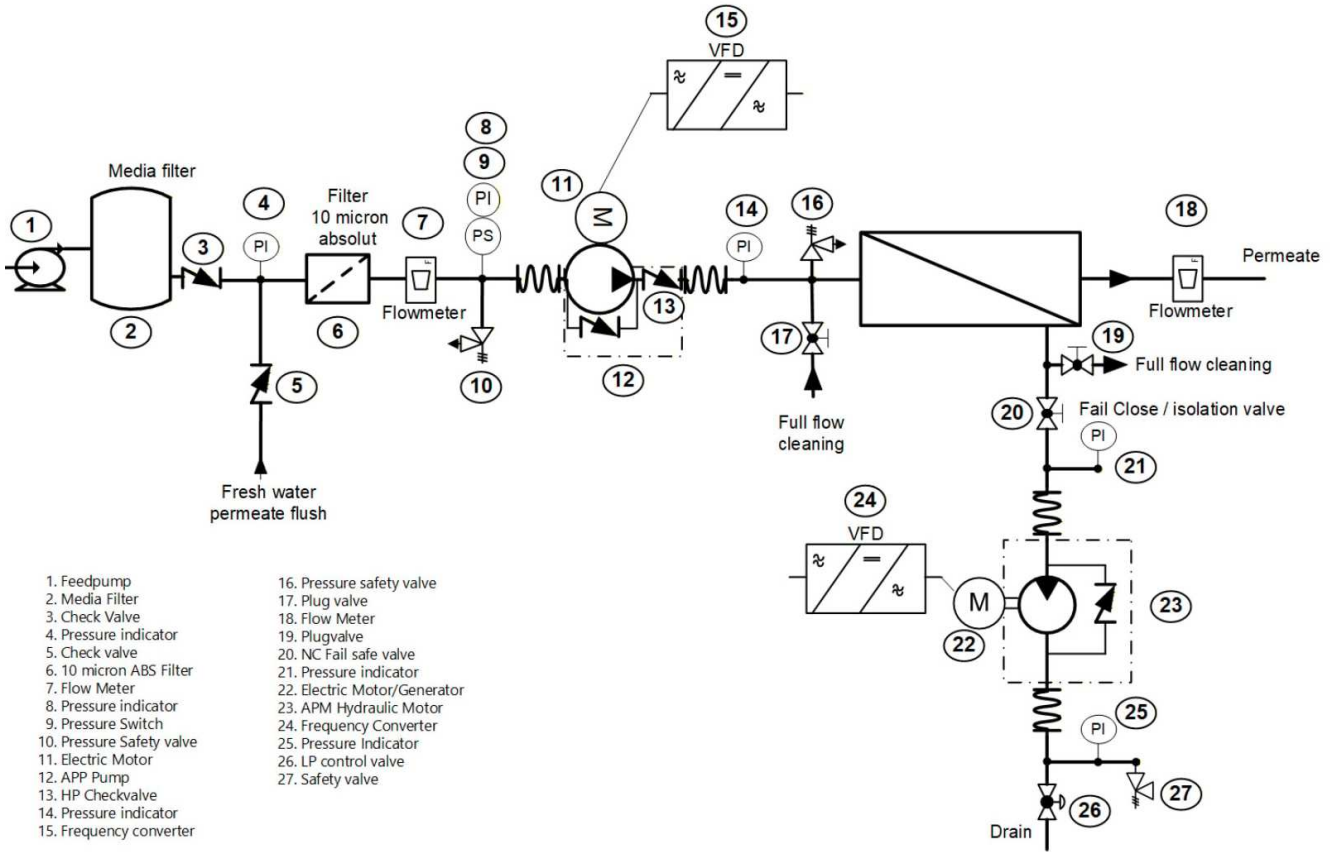 15
VFD
8
Media filter
9
4
Filter
10 micron
absolut
7
PI
11
M
14
16
18
1
PI
3
PS
PI
F
F
Permeate
Flowmeter
13
Flowmeter
2
6
17
19
5
10
12
Full flow cleaning
20
Fail Close / isolation valve
Full flow
cleaning
PI
21
Fresh water
permeate flush
24
VFD
M
22
23
25
PI
26
27
Drain
1. Feedpump
2. Media Filter
3. Check Valve
4. Pressure indicator
5. Check valve
6. 10 micron ABS Filter
7. Flow Meter
8. Pressure indicator
9. Pressure Switch
10. Pressure Safety valve
11. Electric Motor
12. APP Pump
13. HP Checkvalve
14. Pressure indicator
15. Frequency converter
16. Pressure safety valve
17. Plug valve
18. Flow Meter
19. Plugvalve
20. NC Fail safe valve
21. Pressure indicator
22. Electric Motor/Generator
23. APM Hydraulic Motor
24. Frequency Converter
25. Pressure Indicator
26. LP control valve
27. Safety valve